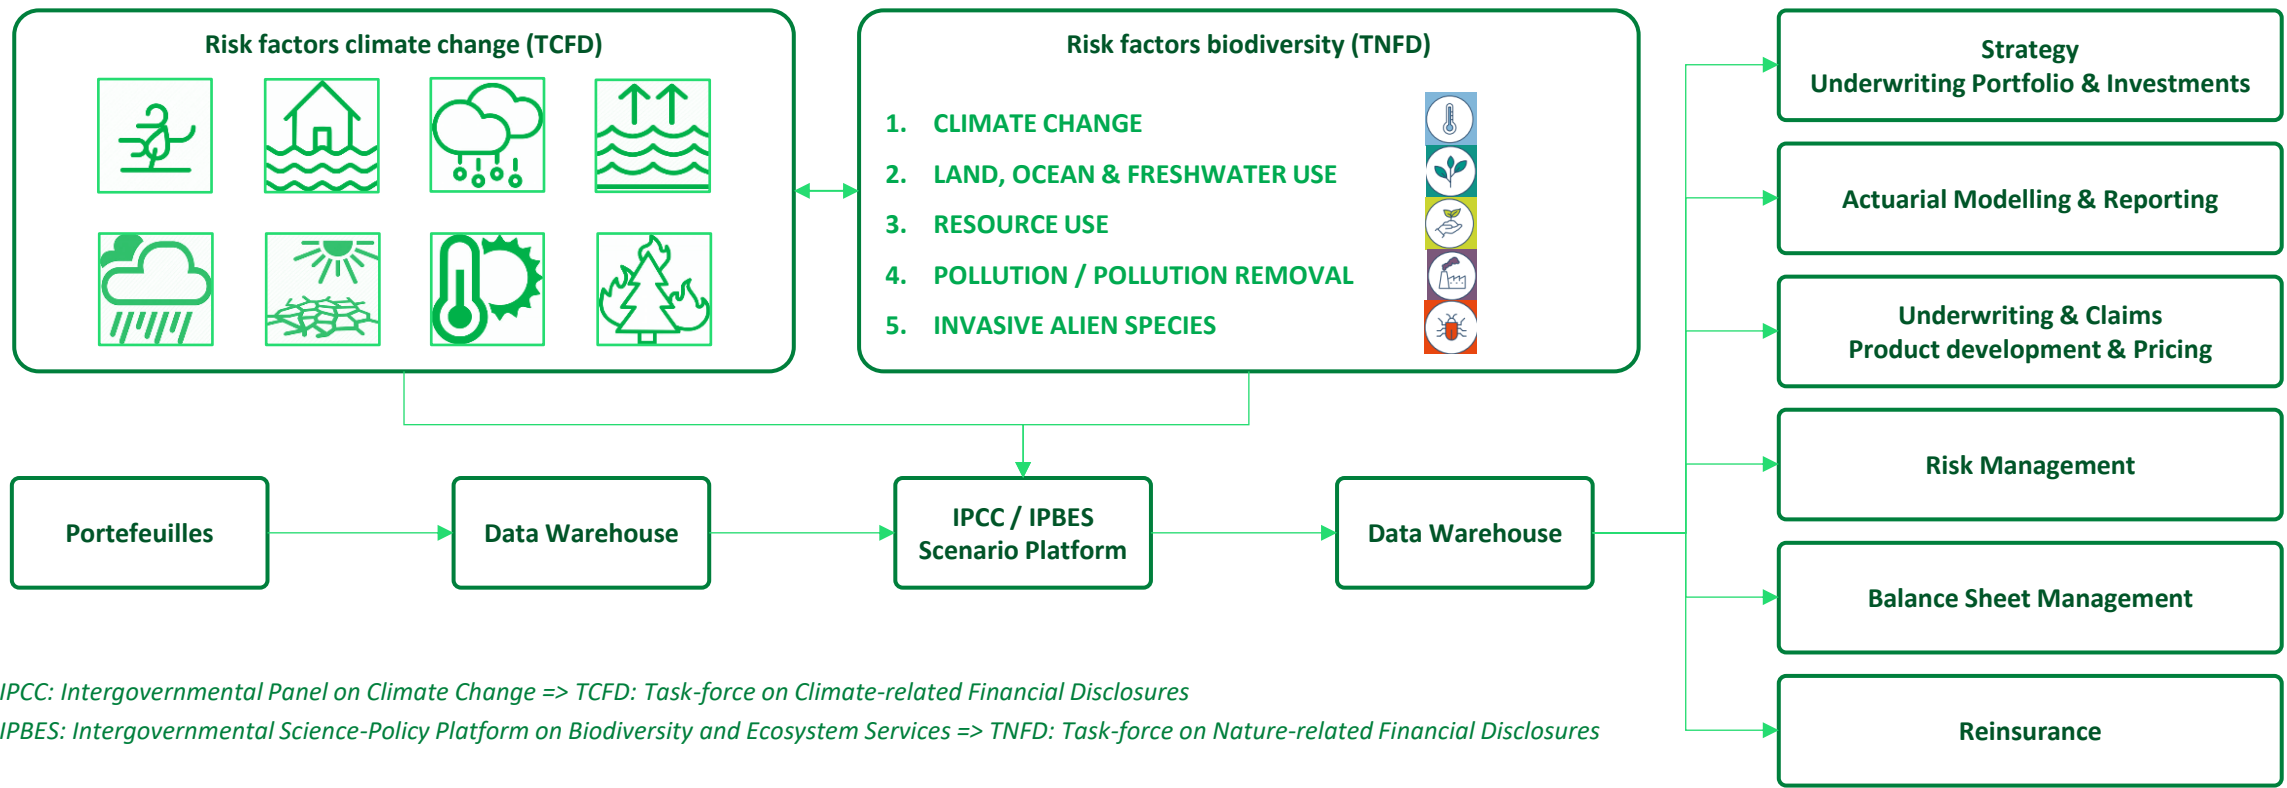 Risk factors climate change (TCFD)
Risk factors biodiversity (TNFD)
1. CLIMATE CHANGE
2. LAND, OCEAN & FRESHWATER USE
3. RESOURCE USE
4. POLLUTION / POLLUTION REMOVAL
5. INVASIVE ALIEN SPECIES
Portefeuilles
Data Warehouse
IPCC / IPBES
Scenario Platform
Data Warehouse
Strategy
Underwriting Portfolio & Investments
Actuarial Modelling & Reporting
Underwriting & Claims
Product development & Pricing
Risk Management
Balance Sheet Management
Reinsurance
IPCC: Intergovernmental Panel on Climate Change => TCFD: Task-force on Climate-related Financial Disclosures
IPBES: Intergovernmental Science-Policy Platform on Biodiversity and Ecosystem Services => TNFD: Task-force on Nature-related Financial Disclosures